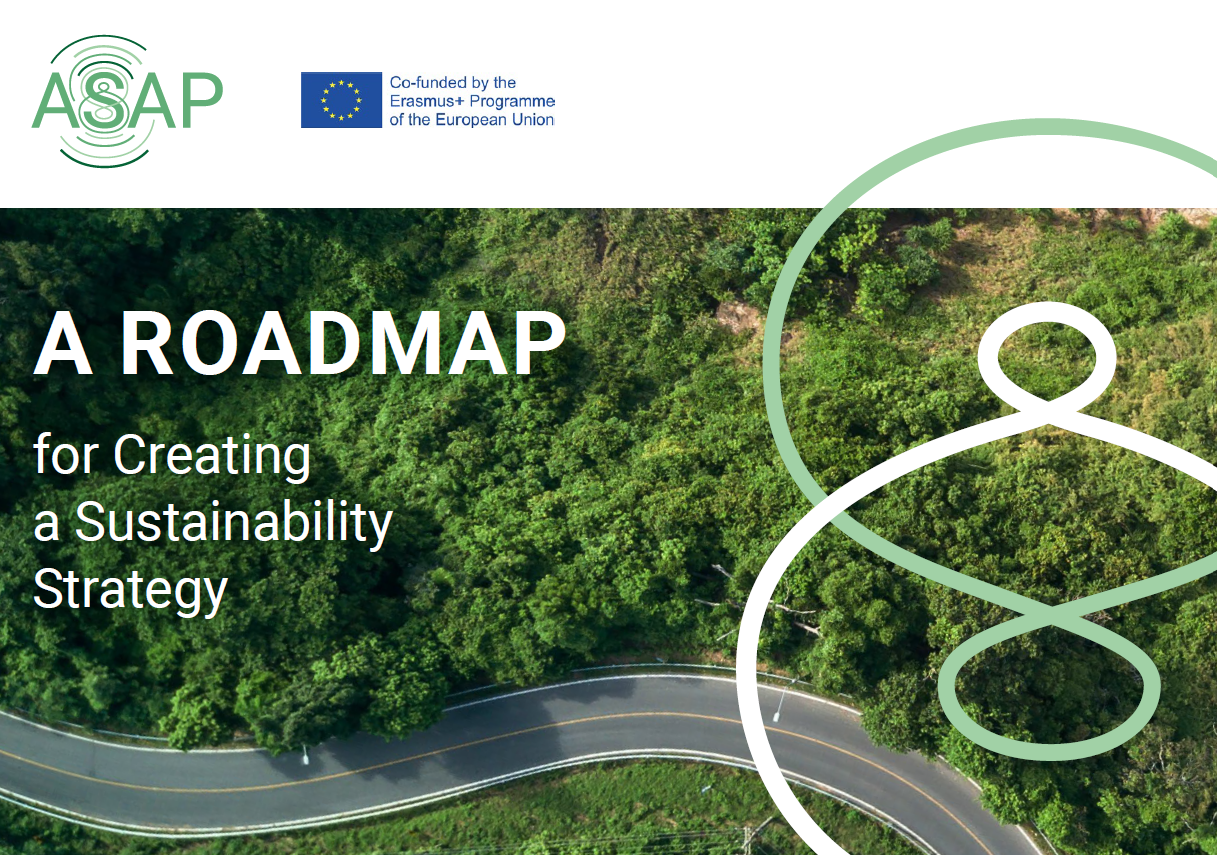 ASAP
Co-funded by the
Erasmus+ Programme
of the European Union
A ROADMAP
for Creating
a Sustainability
Strategy